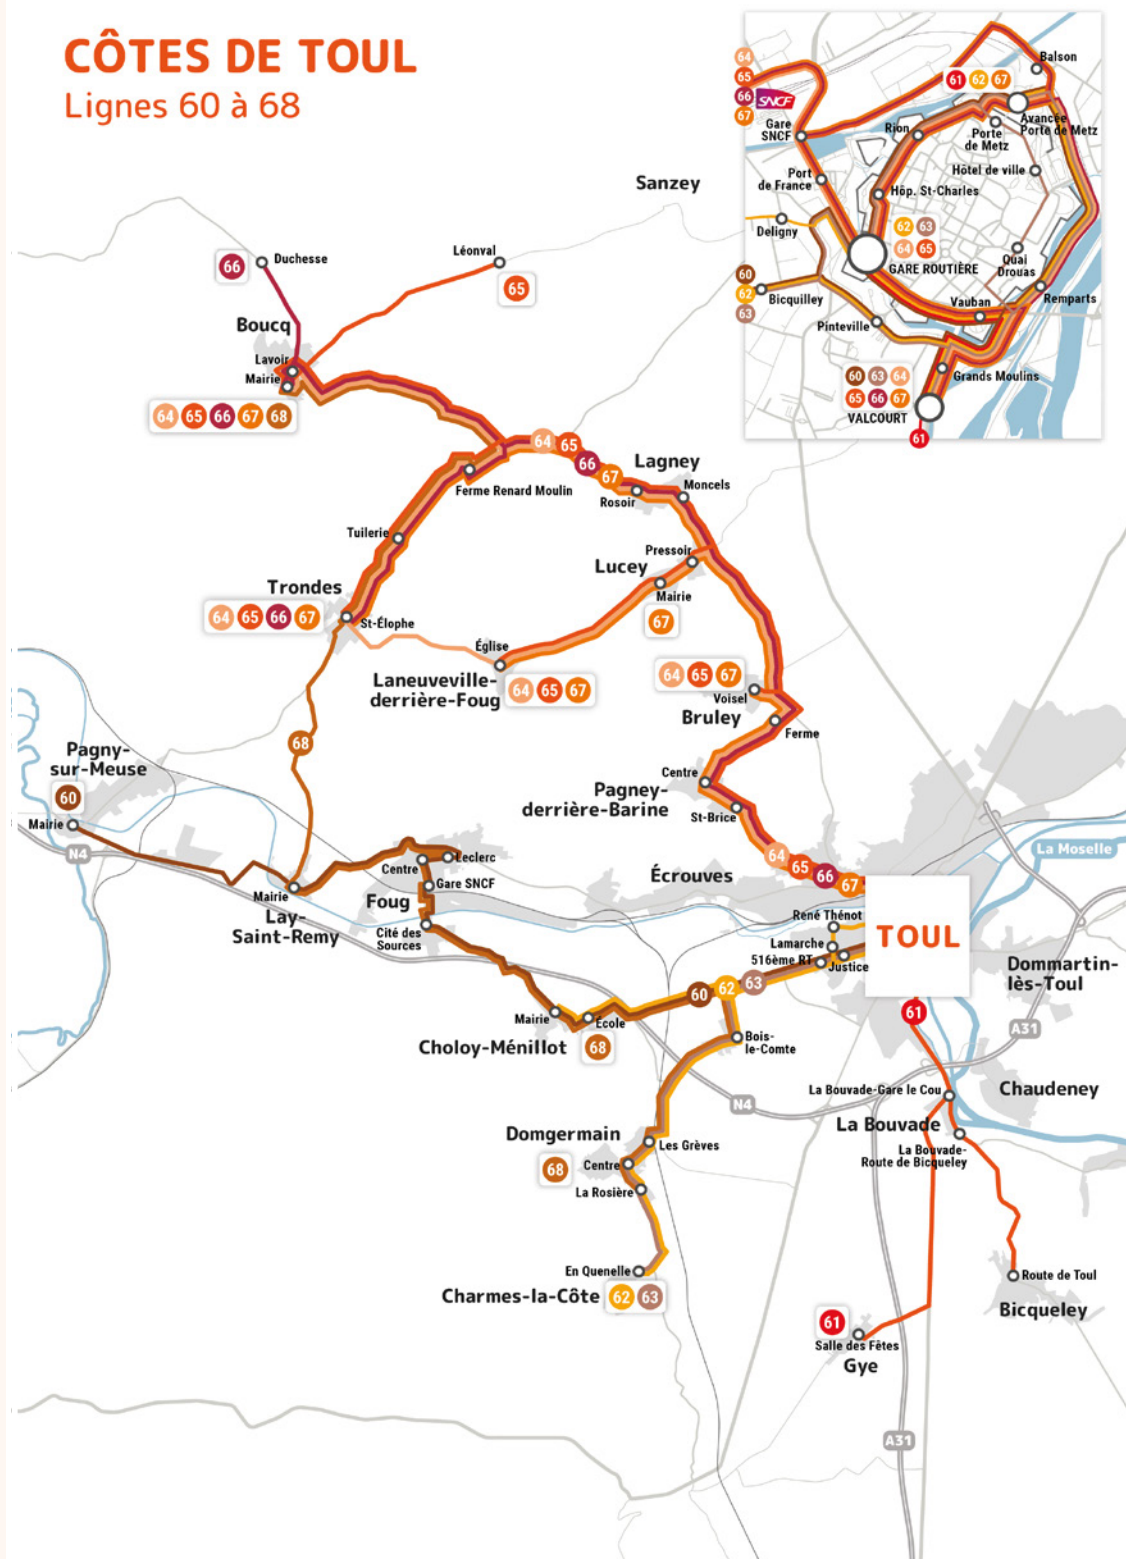 CÔTES DE TOUL
Lignes 60 à 68
64
65
66
67
SNCF
Gare
SNCF
Port
de France
Deligny
60
62
63
Bicquilley
Pinteville
Rion
Hôp. St-Charles
62 63
64 65
GARE ROUTIÈRE
61 62 67
Balson
Avancée
Porte de Metz
Porte
de Metz
Hôtel de ville
Quai
Drouas
Vauban
Remparts
Grands Moulins
60 63 64
65 66 67
VALCOURT
61
Sanzey
66
Duchesse
Léonval
65
Boucq
Lavoir
Mairie
64 65 66 67 68
64
65
66
67
Ferme Renard Moulin
Lagney
Rosoir
Moncels
Tuilerie
Pressoir
Lucey
Mairie
67
Trondes
64 65 66 67
St-Élophe
Église
Laneuveville-
derrière-Foug
64 65 67
64 65 67
Voisel
Bruley
Ferme
68
Pagny-
sur-Meuse
60
Mairie
N4
Centre
Pagney-
derrière-Barine
St-Brice
64
65
66
67
La Moselle
Centre
Leclerc
Gare SNCF
Mairie
Lay-
Saint-Remy
Foug
Cité des
Sources
Écrouves
René Thénot
Lamarche
516ème RT
Justice
TOUL
Dommartin-
lès-Toul
60 62 63
61
A31
Mairie
École
Choloy-Ménillot
68
Bois-
le-Comte
N4
La Bouvade-Gare le Cou
Chaudeney
La Bouvade
La Bouvade-
Route de Bicqueley
Domgermain
68
Les Grèves
Centre
La Rosière
En Quenelle
Charmes-la-Côte
62 63
Route de Toul
Bicqueley
61
Salle des Fêtes
Gye
A31